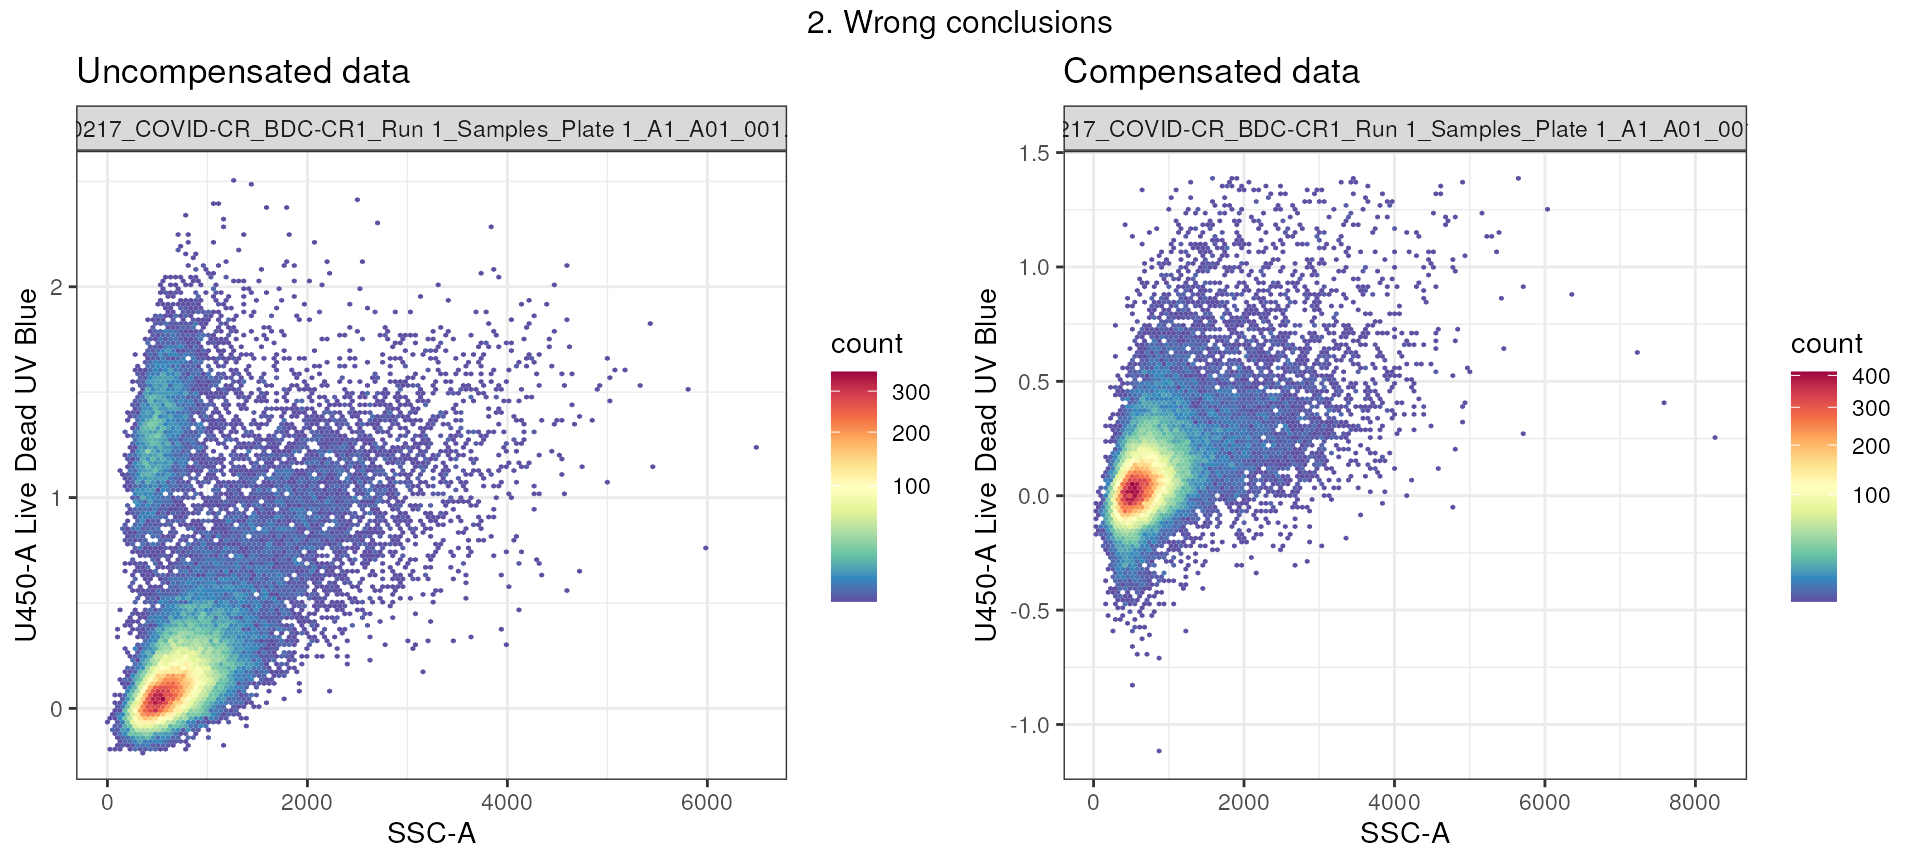 2. Wrong conclusions
Uncompensated data
0217_COVID-CR_BDC-CR1_Run 1_Samples_Plate 1_A1_A01_001.
U450-A Live Dead UV Blue
2
1
0
0
2000
4000
6000
SSC-A
count
300
200
100
Compensated data
217_COVID-CR_BDC-CR1_Run 1_Samples_Plate 1_A1_A01_00
U450-A Live Dead UV Blue
1.5
1.0
0.5
0.0
-0.5
-1.0
0
2000
4000
6000
8000
SSC-A
count
400
300
200
100